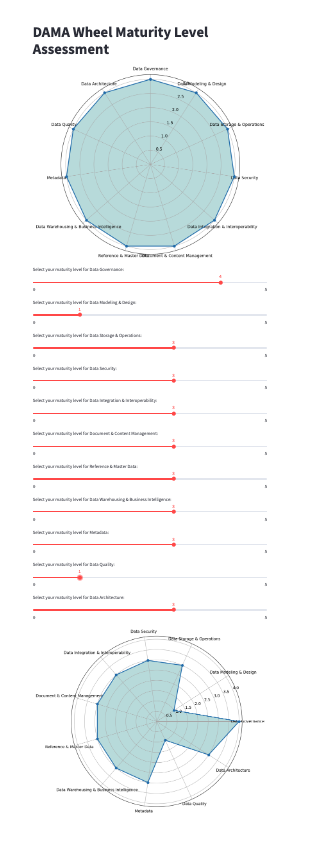 DAMA Wheel Maturity Level
Assessment
Data Governance
Data Architecture
Data Modeling & Design
2.5
2.0
1.5
1.0
0.5
Data Quality
Data Storage & Operations
Metadata
Data Security
Data Warehousing & Business Intelligence
Data Integration & Interoperability
Reference & Master Data
Document & Content Management
Select your maturity level for Data Governance:
4
0 5
Select your maturity level for Data Modeling & Design:
1
0 5
Select your maturity level for Data Storage & Operations:
3
0 5
Select your maturity level for Data Security:
3
0 5
Select your maturity level for Data Integration & Interoperability:
3
0 5
Select your maturity level for Document & Content Management:
3
0 5
Select your maturity level for Reference & Master Data:
3
0 5
Select your maturity level for Data Warehousing & Business Intelligence:
3
0 5
Select your maturity level for Metadata:
3
0 5
Select your maturity level for Data Quality:
1
0 5
Select your maturity level for Data Architecture:
3
0 5
Data Security
Data Storage & Operations
Data Integration & Interoperability
Data Modeling & Design
Document & Content Management
0.5
1.0
1.5
2.0
2.5
3.0
3.5
4.0
Data Governance
Reference & Master Data
Data Architecture
Data Warehousing & Business Intelligence
Data Quality
Metadata